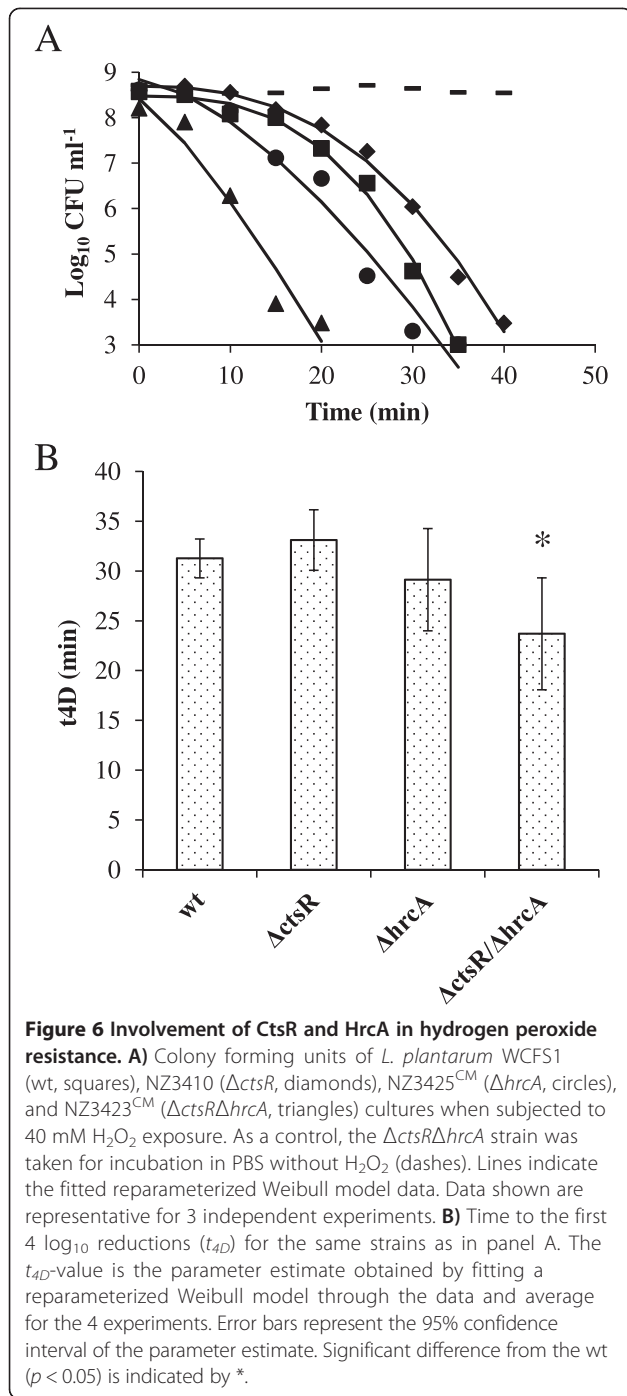 A
9
8
7
6
5
4
3
Log₁₀ CFU ml⁻¹
0 10 20 30 40 50
Time (min)
B
40
35
30
25
20
15
10
5
0
t4D (min)
*
wt
ΔctsR
ΔhrcA
ΔctsR/ΔhrcA
Figure 6 Involvement of CtsR and HrcA in hydrogen peroxide
resistance. A) Colony forming units of L. plantarum WCFS1
(wt, squares), NZ3410 (ΔctsR, diamonds), NZ3425ᶜᴹ (ΔhrcA, circles),
and NZ3423ᶜᴹ (ΔctsRΔhrcA, triangles) cultures when subjected to
40 mM H₂O₂ exposure. As a control, the ΔctsRΔhrcA strain was
taken for incubation in PBS without H₂O₂ (dashes). Lines indicate
the fitted reparameterized Weibull model data. Data shown are
representative for 3 independent experiments. B) Time to the first
4 log₁₀ reductions (t4D) for the same strains as in panel A. The
t4D-value is the parameter estimate obtained by fitting a
reparameterized Weibull model through the data and average
for the 4 experiments. Error bars represent the 95% confidence
interval of the parameter estimate. Significant difference from the wt
(p < 0.05) is indicated by *.